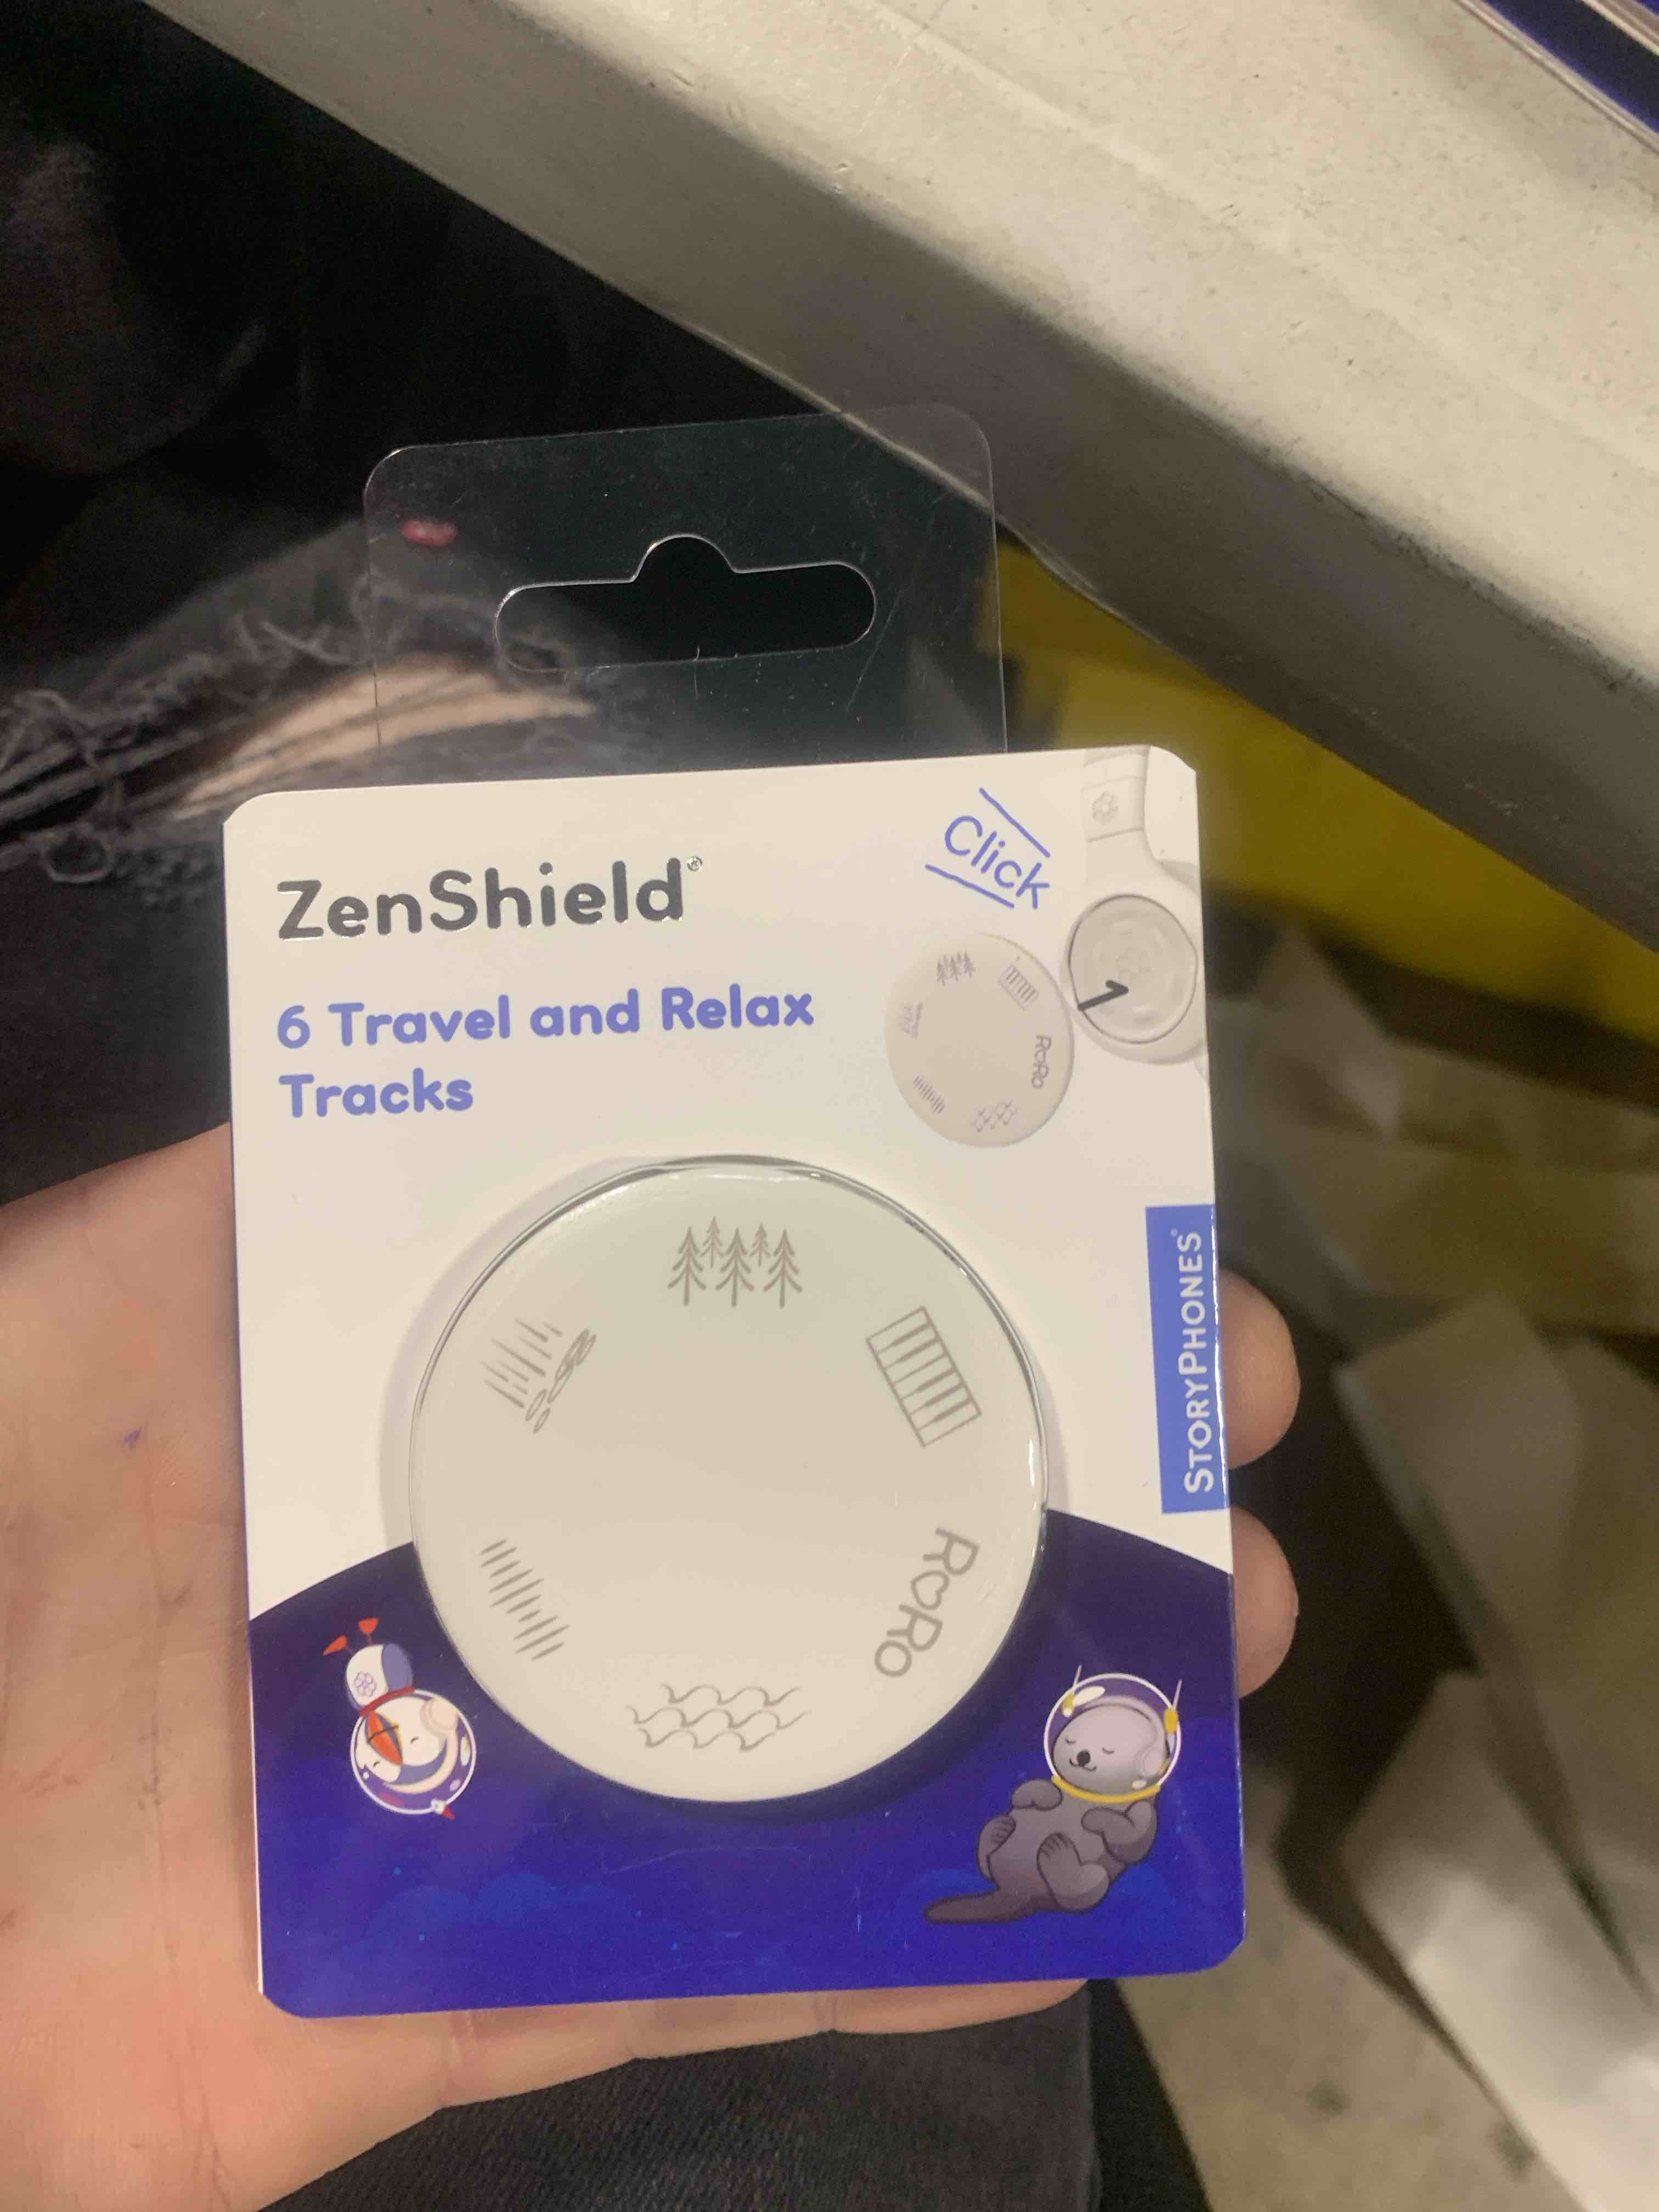 ZenShield®
6 Travel and Relax
Tracks
Click
RoRo
STORYPHONES®
RoRo